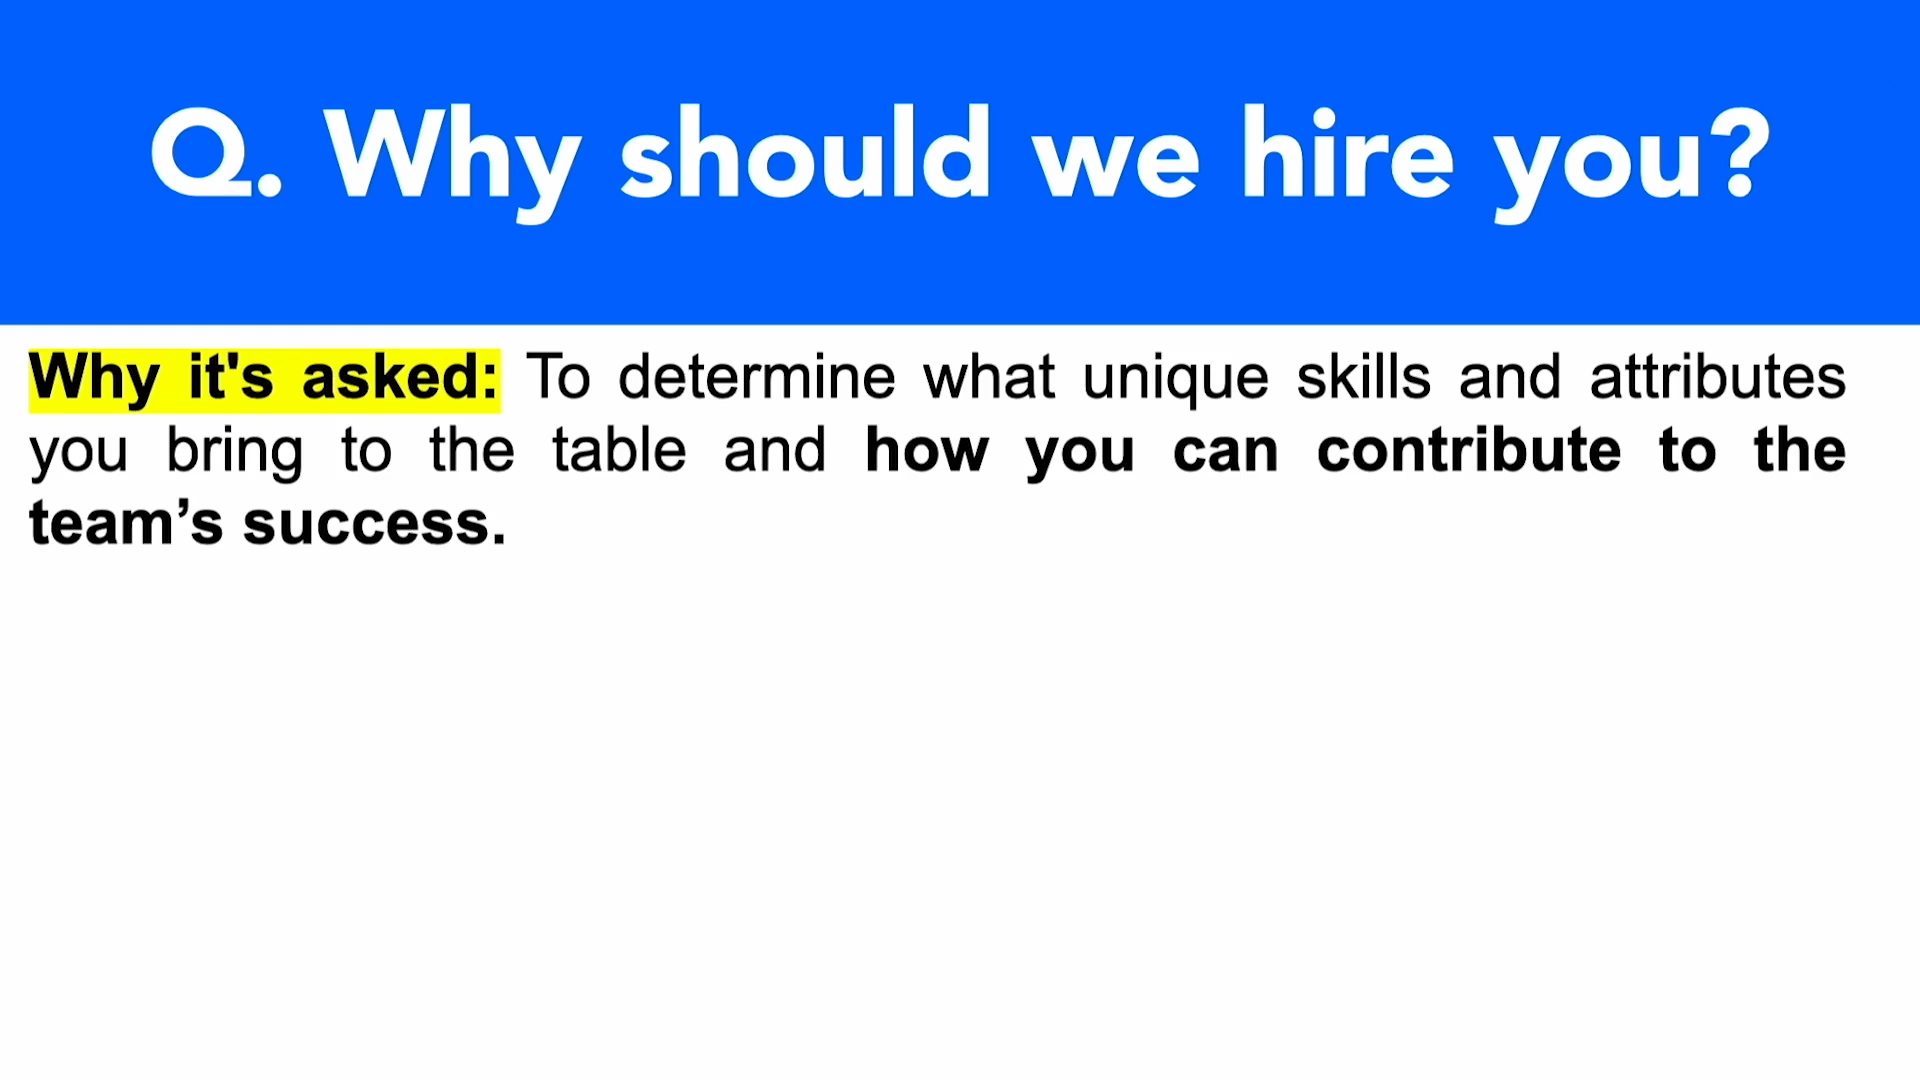 Q. Why should we hire you?
Why it's asked: To determine what unique skills and attributes
you bring to the table and how you can contribute to the
team’s success.